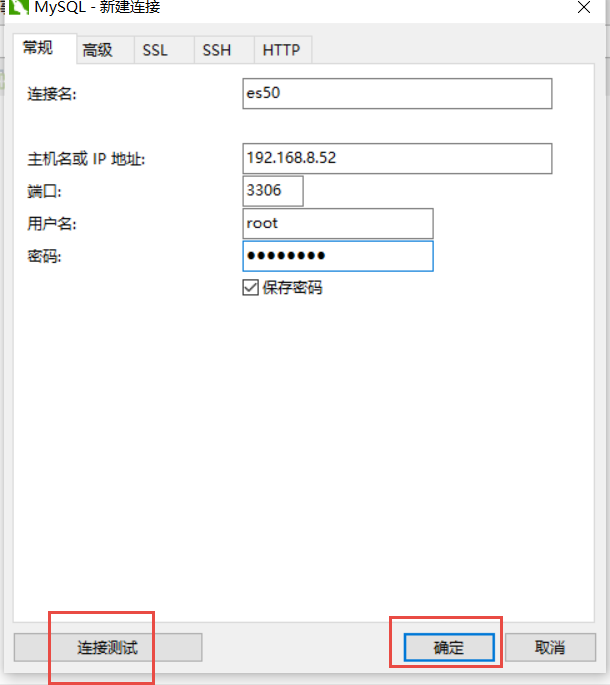 MySQL - 新建连接
常规 高级 SSL SSH HTTP
连接名: es50
主机名或 IP 地址: 192.168.8.52
端口: 3306
用户名: root
密码: ●●●●●●●●
保存密码
连接测试 确定 取消